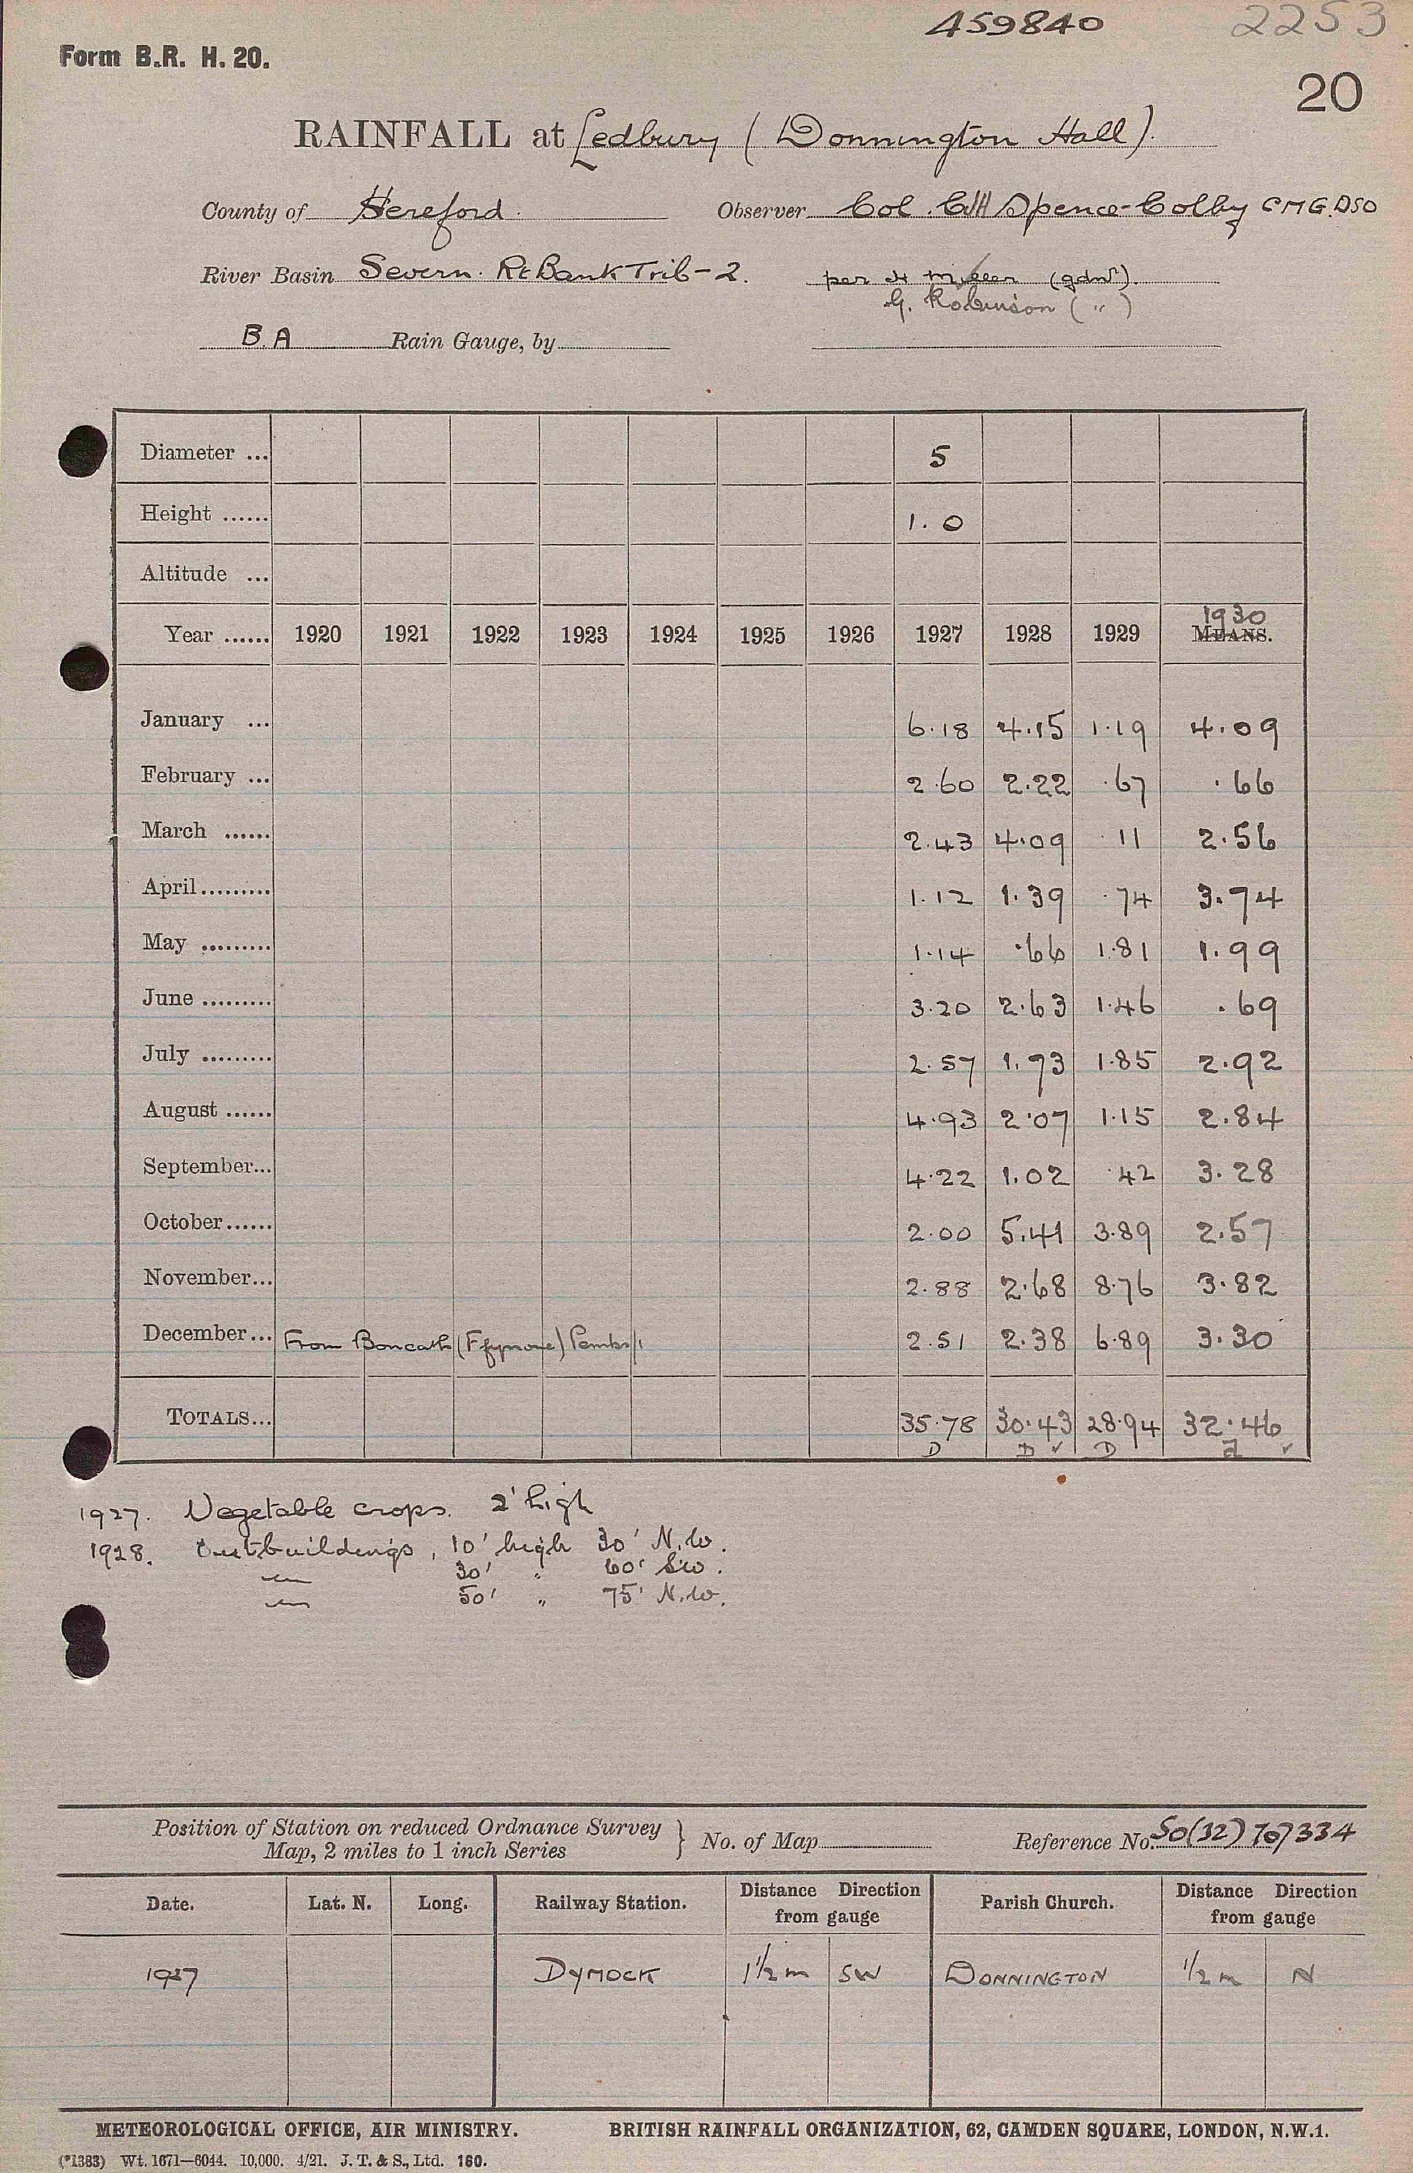 459840 2253
Form B.R. H. 20.
20
RAINFALL at Ledbury (Donnington Hall).
County of Hereford. Observer Col. CJH Spence-Colby CMG. DSO
River Basin Severn. Rt Bank Trib-2. per H (gdnr).
G. Robinson ( " )
B.A Rain Gauge, by
Diameter ... 5
Height ...... 1.0
Altitude ...
1930
Year ...... 1920 1921 1922 1923 1924 1925 1926 1927 1928 1929 MEANS.
January ... 6.18 4.15 1.19 4.09
February ... 2.60 2.22 .67 .66
March ...... 2.43 4.09 .11 2.56
April ......... 1.12 1.39 .74 3.74
May ......... 1.14 .66 1.81 1.99
June ......... 3.20 2.63 1.46 .69
July ......... 2.57 1.73 1.85 2.92
August ...... 4.93 2.07 1.15 2.84
September... 4.22 1.02 .42 3.28
October...... 2.00 5.41 3.89 2.57
November... 2.88 2.68 8.76 3.82
December... From Boncath (Ffynone) Pembs 2.51 2.38 6.89 3.30
TOTALS... 35.78 30.43 28.94 32.46
D D ✓ D ✓
1927. Vegetable crops. 2' high
1928. Outbuildings, 10' high 30' N.W.
" 30' " 60' SW.
" 50' " 75' N.W.
Position of Station on reduced Ordnance Survey
Map, 2 miles to 1 inch Series } No. of Map Reference No. SO(32)707334
Date. Lat. N. Long. Railway Station. Distance Direction from gauge Parish Church. Distance Direction from gauge
1927 DYMOCK 1½ m SW DONNINGTON ½ m N
METEOROLOGICAL OFFICE, AIR MINISTRY. BRITISH RAINFALL ORGANIZATION, 62, CAMDEN SQUARE, LONDON, N.W.1.
(*1383) Wt. 1671—6044. 10,000. 4/21. J. T. & S., Ltd. 160.